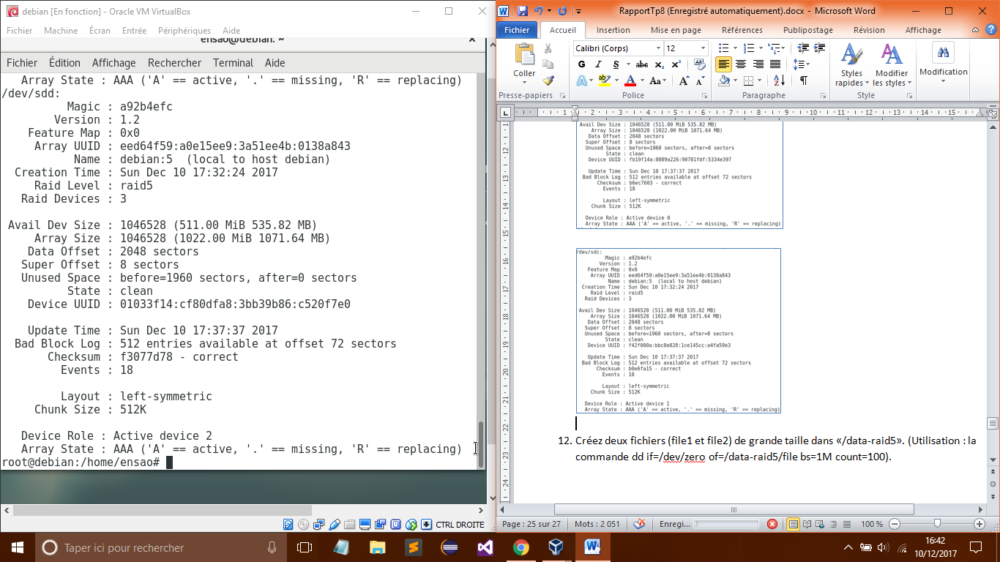 debian [En fonction] - Oracle VM VirtualBox
Fichier Machine Écran Entrée Périphériques Aide
ensao@debian: ~
Fichier Édition Affichage Rechercher Terminal Aide
Array State : AAA ('A' == active, '.' == missing, 'R' == replacing)
/dev/sdd:
Magic : a92b4efc
Version : 1.2
Feature Map : 0x0
Array UUID : eed64f59:a0e15ee9:3a51ee4b:0138a843
Name : debian:5 (local to host debian)
Creation Time : Sun Dec 10 17:32:24 2017
Raid Level : raid5
Raid Devices : 3
Avail Dev Size : 1046528 (511.00 MiB 535.82 MB)
Array Size : 1046528 (1022.00 MiB 1071.64 MB)
Data Offset : 2048 sectors
Super Offset : 8 sectors
Unused Space : before=1960 sectors, after=0 sectors
State : clean
Device UUID : 01033f14:cf80dfa8:3bb39b86:c520f7e0
Update Time : Sun Dec 10 17:37:37 2017
Bad Block Log : 512 entries available at offset 72 sectors
Checksum : f3077d78 - correct
Events : 18
Layout : left-symmetric
Chunk Size : 512K
Device Role : Active device 2
Array State : AAA ('A' == active, '.' == missing, 'R' == replacing)
root@debian:/home/ensao#
CTRL DROITE
RapportTp8 (Enregistré automatiquement).docx - Microsoft Word
Fichier Accueil Insertion Mise en page Références Publipostage Révision Affichage
Calibri (Corps) 12
Coller
G I S abc x₂ x²
Styles rapides
Modifier les styles
Modification
Presse-papiers Police Paragraphe Style
1 2 3 4 5 6 7 8 9 10 11 12 13 14 15
Avail Dev Size : 1046528 (511.00 MiB 535.82 MB)
Array Size : 1046528 (1022.00 MiB 1071.64 MB)
Data Offset : 2048 sectors
Super Offset : 8 sectors
Unused Space : before=1960 sectors, after=0 sectors
State : clean
Device UUID : fb19f14a:8089a226:90781fdf:5334e397
Update Time : Sun Dec 10 17:37:37 2017
Bad Block Log : 512 entries available at offset 72 sectors
Checksum : b6ec7603 - correct
Events : 18
Layout : left-symmetric
Chunk Size : 512K
Device Role : Active device 0
Array State : AAA ('A' == active, '.' == missing, 'R' == replacing)
/dev/sdc:
Magic : a92b4efc
Version : 1.2
Feature Map : 0x0
Array UUID : eed64f59:a0e15ee9:3a51ee4b:0138a843
Name : debian:5 (local to host debian)
Creation Time : Sun Dec 10 17:32:24 2017
Raid Level : raid5
Raid Devices : 3
Avail Dev Size : 1046528 (511.00 MiB 535.82 MB)
Array Size : 1046528 (1022.00 MiB 1071.64 MB)
Data Offset : 2048 sectors
Super Offset : 8 sectors
Unused Space : before=1960 sectors, after=0 sectors
State : clean
Device UUID : f42f080a:bbc8e828:1ce145cc:a4fa59e3
Update Time : Sun Dec 10 17:37:37 2017
Bad Block Log : 512 entries available at offset 72 sectors
Checksum : b0e6fa15 - correct
Events : 18
Layout : left-symmetric
Chunk Size : 512K
Device Role : Active device 1
Array State : AAA ('A' == active, '.' == missing, 'R' == replacing)
12. Créez deux fichiers (file1 et file2) de grande taille dans «/data-raid5». (Utilisation : la
commande dd if=/dev/zero of=/data-raid5/file bs=1M count=100).
Page : 25 sur 27 Mots : 2 051 Enregi... 100 %
Taper ici pour rechercher
16:42
10/12/2017